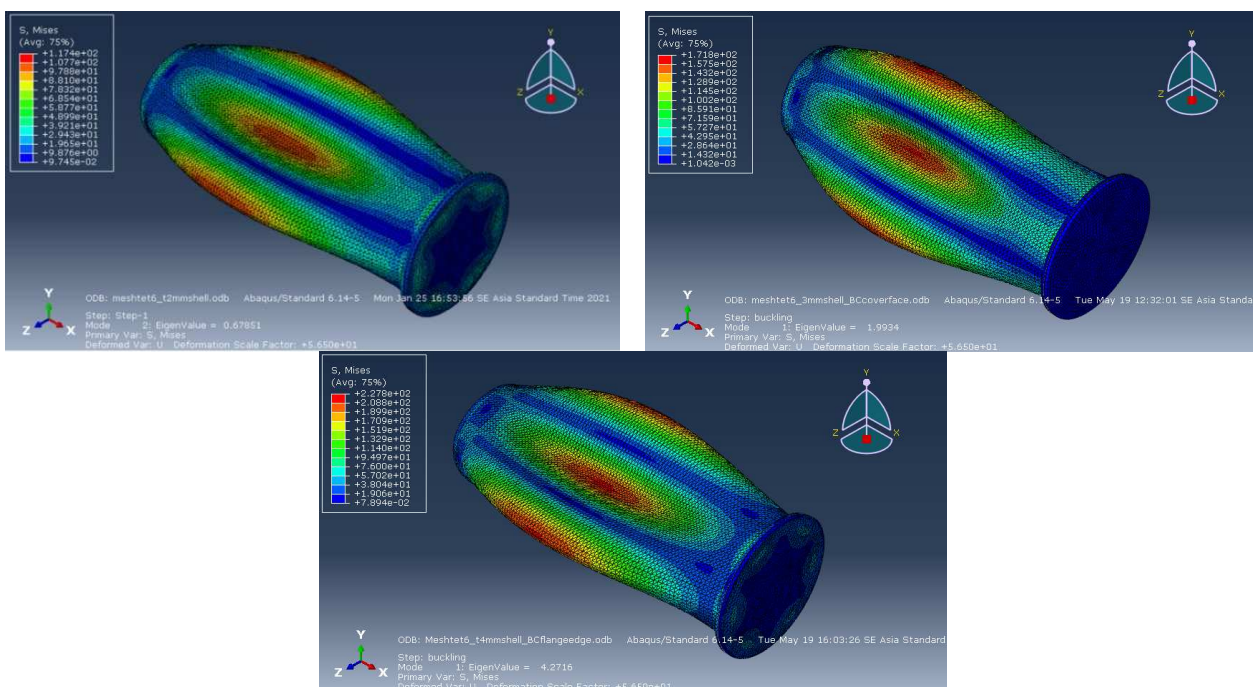 S, Mises
(Avg: 75%)
+1.174e+02
+1.077e+02
+9.788e+01
+8.810e+01
+7.832e+01
+6.854e+01
+5.877e+01
+4.899e+01
+3.921e+01
+2.943e+01
+1.965e+01
+9.876e+00
+9.745e-02
Y
Z
X
Y
Z
X
ODB: meshtet6_t2mmshell.odb Abaqus/Standard 6.14-5 Mon Jan 25 16:53:56 SE Asia Standard Time 2021
Step: Step-1
Mode 2: EigenValue = 0.67851
Primary Var: S, Mises
Deformed Var: U Deformation Scale Factor: +5.650e+01
S, Mises
(Avg: 75%)
+1.718e+02
+1.575e+02
+1.432e+02
+1.289e+02
+1.145e+02
+1.002e+02
+8.591e+01
+7.159e+01
+5.727e+01
+4.295e+01
+2.864e+01
+1.432e+01
+1.042e-03
Y
Z
X
Y
Z
X
ODB: meshtet6_3mmshell_BCcoverface.odb Abaqus/Standard 6.14-5 Tue May 19 12:32:01 SE Asia Standa
Step: buckling
Mode 1: EigenValue = 1.9934
Primary Var: S, Mises
Deformed Var: U Deformation Scale Factor: +5.650e+01
S, Mises
(Avg: 75%)
+2.278e+02
+2.088e+02
+1.899e+02
+1.709e+02
+1.519e+02
+1.329e+02
+1.140e+02
+9.497e+01
+7.600e+01
+5.702e+01
+3.804e+01
+1.906e+01
+7.894e-02
Y
Z
X
Y
Z
X
ODB: Meshtet6_t4mmshell_BCflangeedge.odb Abaqus/Standard 6.14-5 Tue May 19 16:03:26 SE Asia Standard
Step: buckling
Mode 1: EigenValue = 4.2716
Primary Var: S, Mises
Deformed Var: U Deformation Scale Factor: +5.650e+01